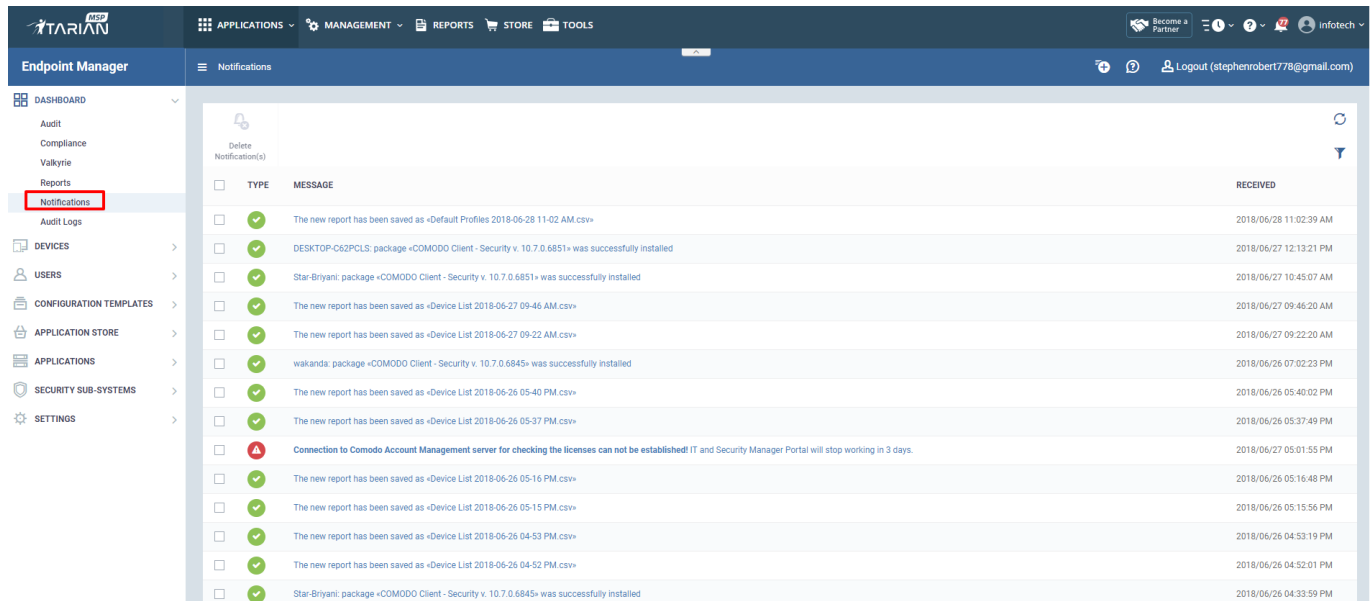 MSP
ITARIAN
APPLICATIONS
MANAGEMENT
REPORTS
STORE
TOOLS
Become a
Partner
77
infotech
Endpoint Manager
Notifications
Logout (stephenrobert778@gmail.com)
DASHBOARD
Audit
Compliance
Valkyrie
Reports
Notifications
Audit Logs
DEVICES
USERS
CONFIGURATION TEMPLATES
APPLICATION STORE
APPLICATIONS
SECURITY SUB-SYSTEMS
SETTINGS
Delete
Notification(s)
TYPE MESSAGE RECEIVED
The new report has been saved as «Default Profiles 2018-06-28 11-02 AM.csv» 2018/06/28 11:02:39 AM
DESKTOP-C62PCLS: package «COMODO Client - Security v. 10.7.0.6851» was successfully installed 2018/06/27 12:13:21 PM
Star-Briyani: package «COMODO Client - Security v. 10.7.0.6851» was successfully installed 2018/06/27 10:45:07 AM
The new report has been saved as «Device List 2018-06-27 09-46 AM.csv» 2018/06/27 09:46:20 AM
The new report has been saved as «Device List 2018-06-27 09-22 AM.csv» 2018/06/27 09:22:20 AM
wakanda: package «COMODO Client - Security v. 10.7.0.6845» was successfully installed 2018/06/26 07:02:23 PM
The new report has been saved as «Device List 2018-06-26 05-40 PM.csv» 2018/06/26 05:40:02 PM
The new report has been saved as «Device List 2018-06-26 05-37 PM.csv» 2018/06/26 05:37:49 PM
Connection to Comodo Account Management server for checking the licenses can not be established! IT and Security Manager Portal will stop working in 3 days. 2018/06/27 05:01:55 PM
The new report has been saved as «Device List 2018-06-26 05-16 PM.csv» 2018/06/26 05:16:48 PM
The new report has been saved as «Device List 2018-06-26 05-15 PM.csv» 2018/06/26 05:15:56 PM
The new report has been saved as «Device List 2018-06-26 04-53 PM.csv» 2018/06/26 04:53:19 PM
The new report has been saved as «Device List 2018-06-26 04-52 PM.csv» 2018/06/26 04:52:01 PM
Star-Briyani: package «COMODO Client - Security v. 10.7.0.6845» was successfully installed 2018/06/26 04:33:59 PM